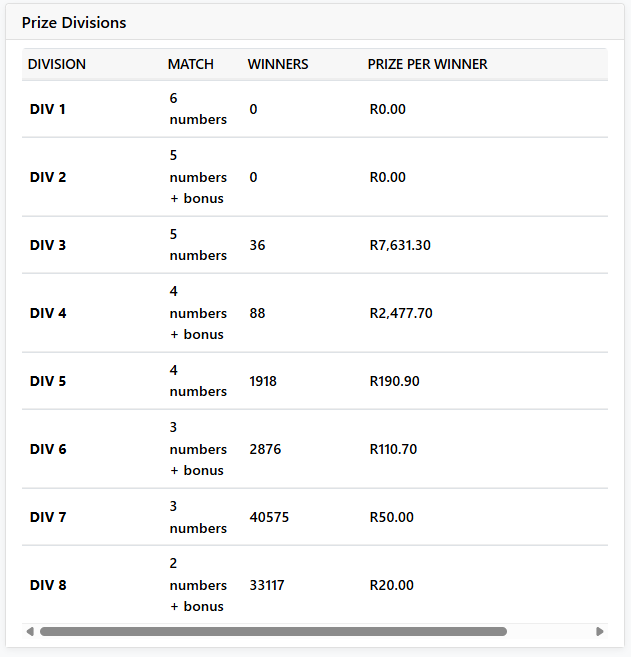 Prize Divisions
DIVISION MATCH WINNERS PRIZE PER WINNER
DIV 1 6 numbers 0 R0.00
DIV 2 5 numbers + bonus 0 R0.00
DIV 3 5 numbers 36 R7,631.30
DIV 4 4 numbers + bonus 88 R2,477.70
DIV 5 4 numbers 1918 R190.90
DIV 6 3 numbers + bonus 2876 R110.70
DIV 7 3 numbers 40575 R50.00
DIV 8 2 numbers + bonus 33117 R20.00